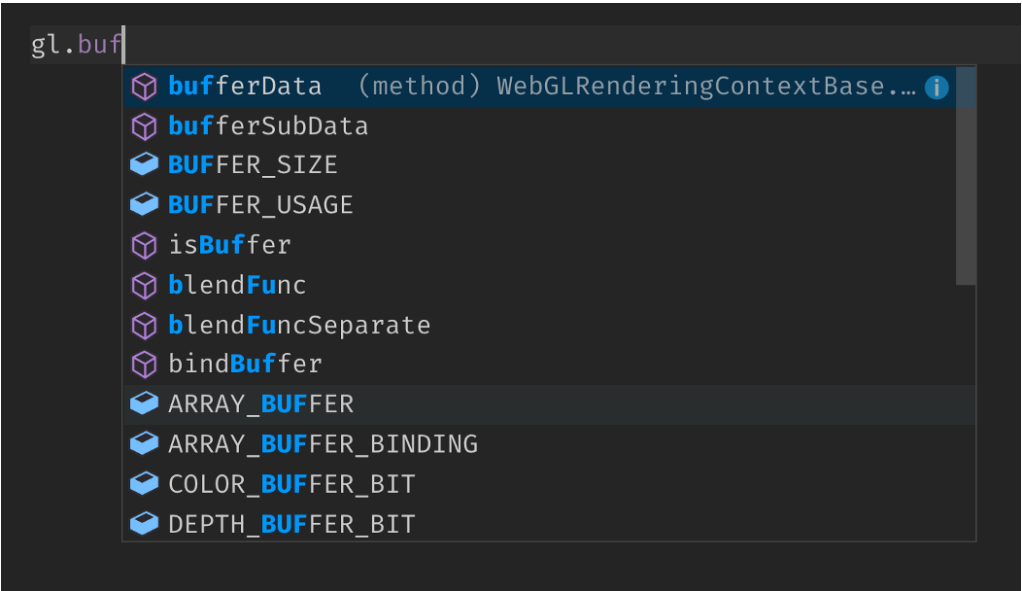 gl.buf
bufferData (method) WebGLRenderingContextBase.…
bufferSubData
BUFFER_SIZE
BUFFER_USAGE
isBuffer
blendFunc
blendFuncSeparate
bindBuffer
ARRAY_BUFFER
ARRAY_BUFFER_BINDING
COLOR_BUFFER_BIT
DEPTH_BUFFER_BIT